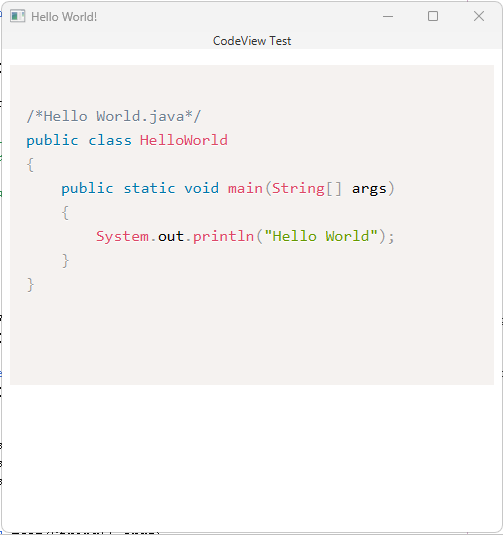 Hello World!
CodeView Test
/*Hello World.java*/
public class HelloWorld
{
    public static void main(String[] args)
    {
        System.out.println("Hello World");
    }
}